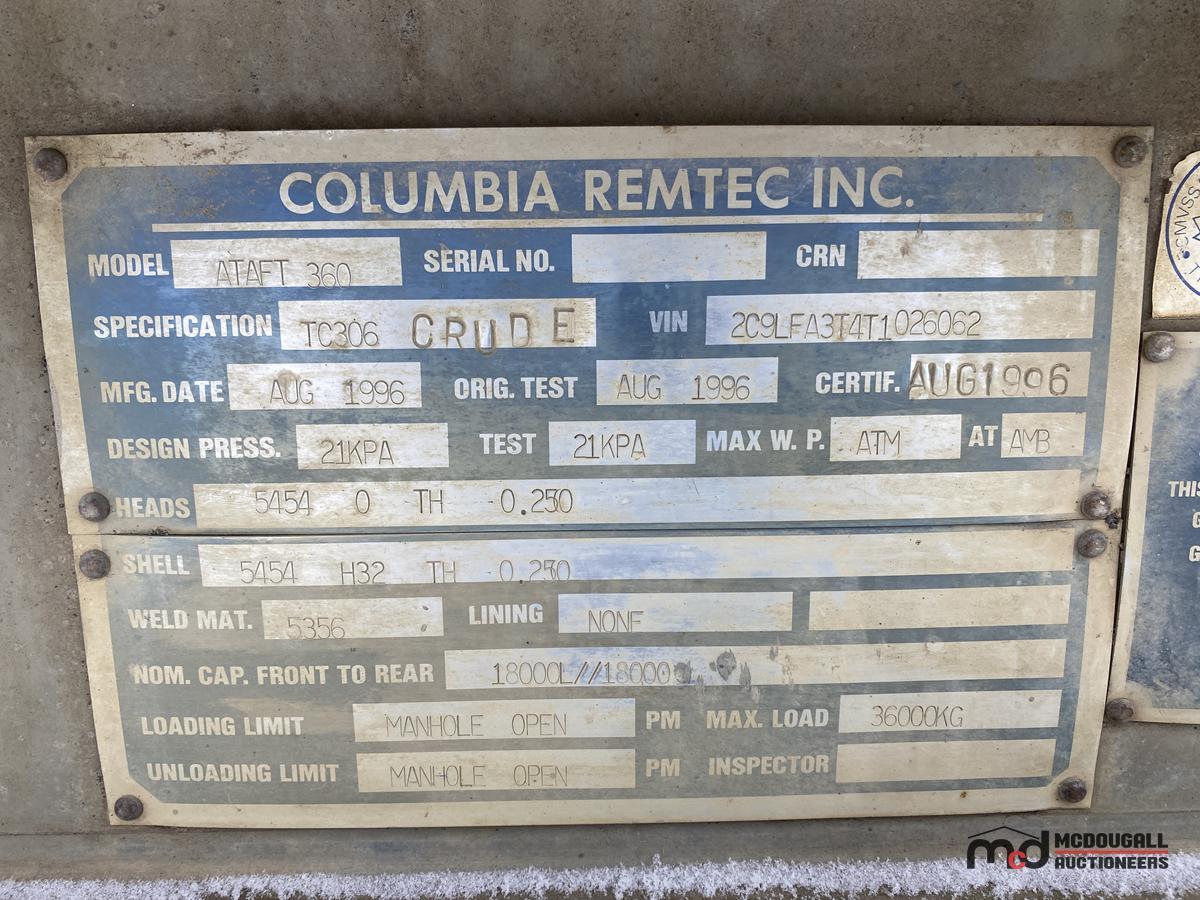 COLUMBIA REMTEC INC.
MODEL ATAFT 360 SERIAL NO. CRN
SPECIFICATION TC306 CRUDE VIN 2C9LFA3T4T1026062
MFG. DATE AUG 1996 ORIG. TEST AUG 1996 CERTIF. AUG1996
DESIGN PRESS. 21KPA TEST 21KPA MAX W. P. ATM AT AMB
HEADS 5454 0 TH 0.250
SHELL 5454 H32 TH 0.250
WELD MAT. 5356 LINING NONE
NOM. CAP. FRONT TO REAR 18000L//18000
LOADING LIMIT MANHOLE OPEN PM MAX. LOAD 36000KG
UNLOADING LIMIT MANHOLE OPEN PM INSPECTOR
CMVSS
THIS
mcd MCDOUGALL
AUCTIONEERS